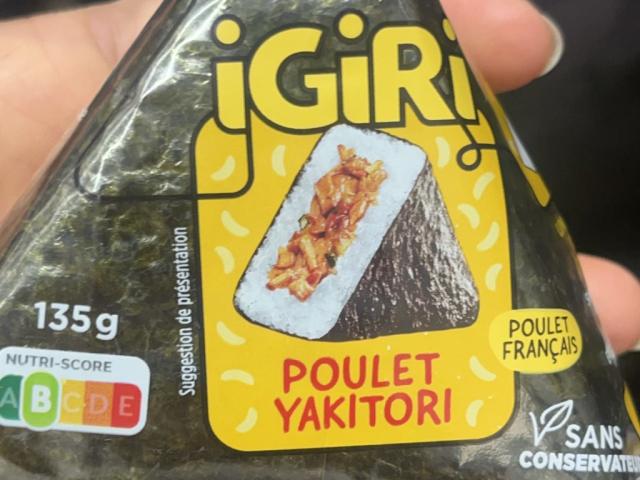 iGiRi
Suggestion de présentation
135g
NUTRI-SCORE
A B C D E
POULET
YAKITORI
POULET
FRANÇAIS
SANS